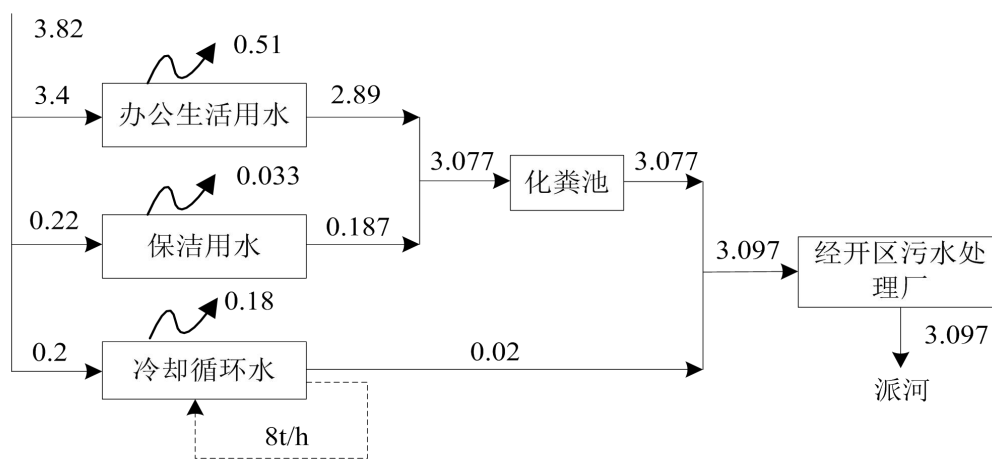 3.82
0.51
3.4
办公生活用水
2.89
3.077
化粪池
3.077
0.033
0.22
保洁用水
0.187
3.097
经开区污水处
理厂
0.18
0.2
冷却循环水
0.02
3.097
派河
8t/h